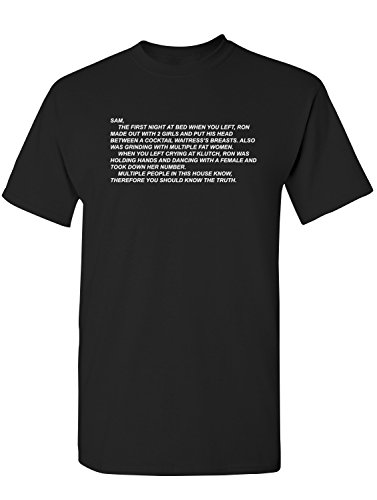 SAM,
THE FIRST NIGHT AT BED WHEN YOU LEFT, RON
MADE OUT WITH 2 GIRLS AND PUT HIS HEAD
BETWEEN A COCKTAIL WAITRESS'S BREASTS. ALSO
WAS GRINDING WITH MULTIPLE FAT WOMEN.
WHEN YOU LEFT CRYING AT KLUTCH, RON WAS
HOLDING HANDS AND DANCING WITH A FEMALE AND
TOOK DOWN HER NUMBER.
MULTIPLE PEOPLE IN THIS HOUSE KNOW,
THEREFORE YOU SHOULD KNOW THE TRUTH.